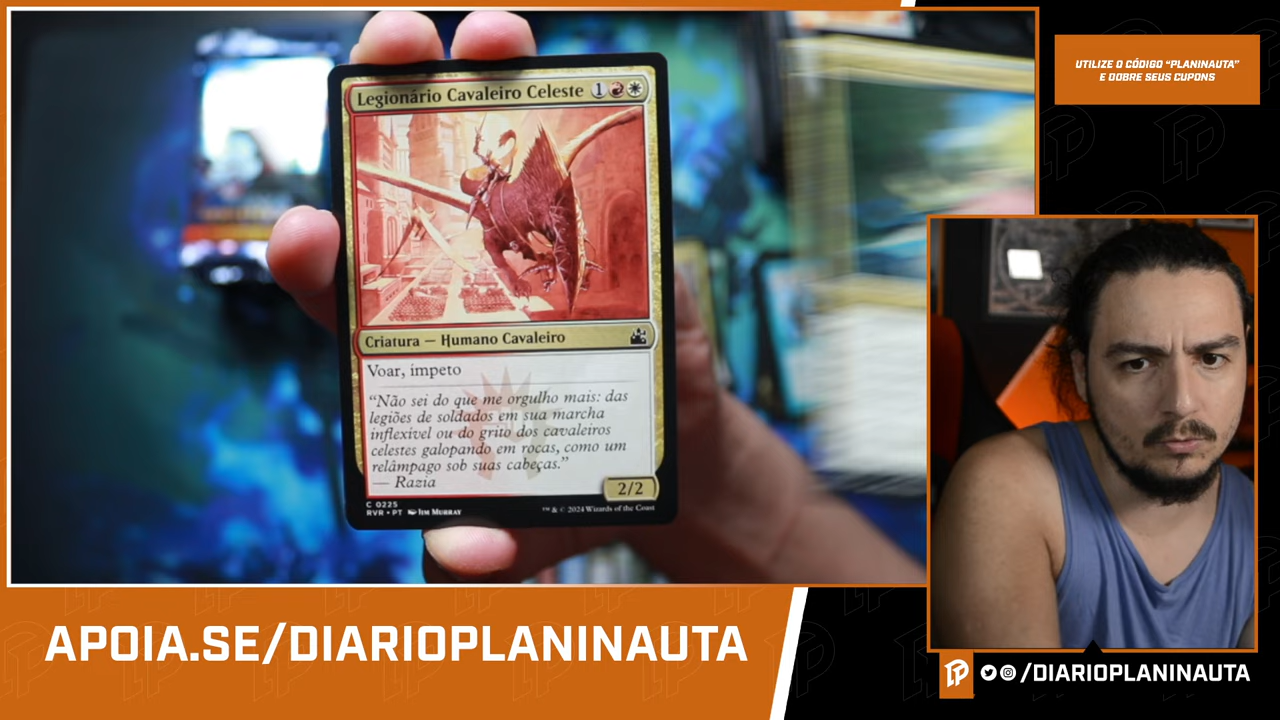 UTILIZE O CÓDIGO “PLANINAUTA”
E DOBRE SEUS CUPONS
Legionário Cavaleiro Celeste 1
Criatura — Humano Cavaleiro
Voar, ímpeto
“Não sei do que me orgulho mais: das
legiões de soldados em sua marcha
inflexível ou do grito dos cavaleiros
celestes galopando em rocas, como um
relâmpago sob suas cabeças.”
— Razia
2/2
C 0225
RVR • PT Jim Murray
™ & © 2024 Wizards of the Coast
APOIA.SE/DIARIOPLANINAUTA
/DIARIOPLANINAUTA